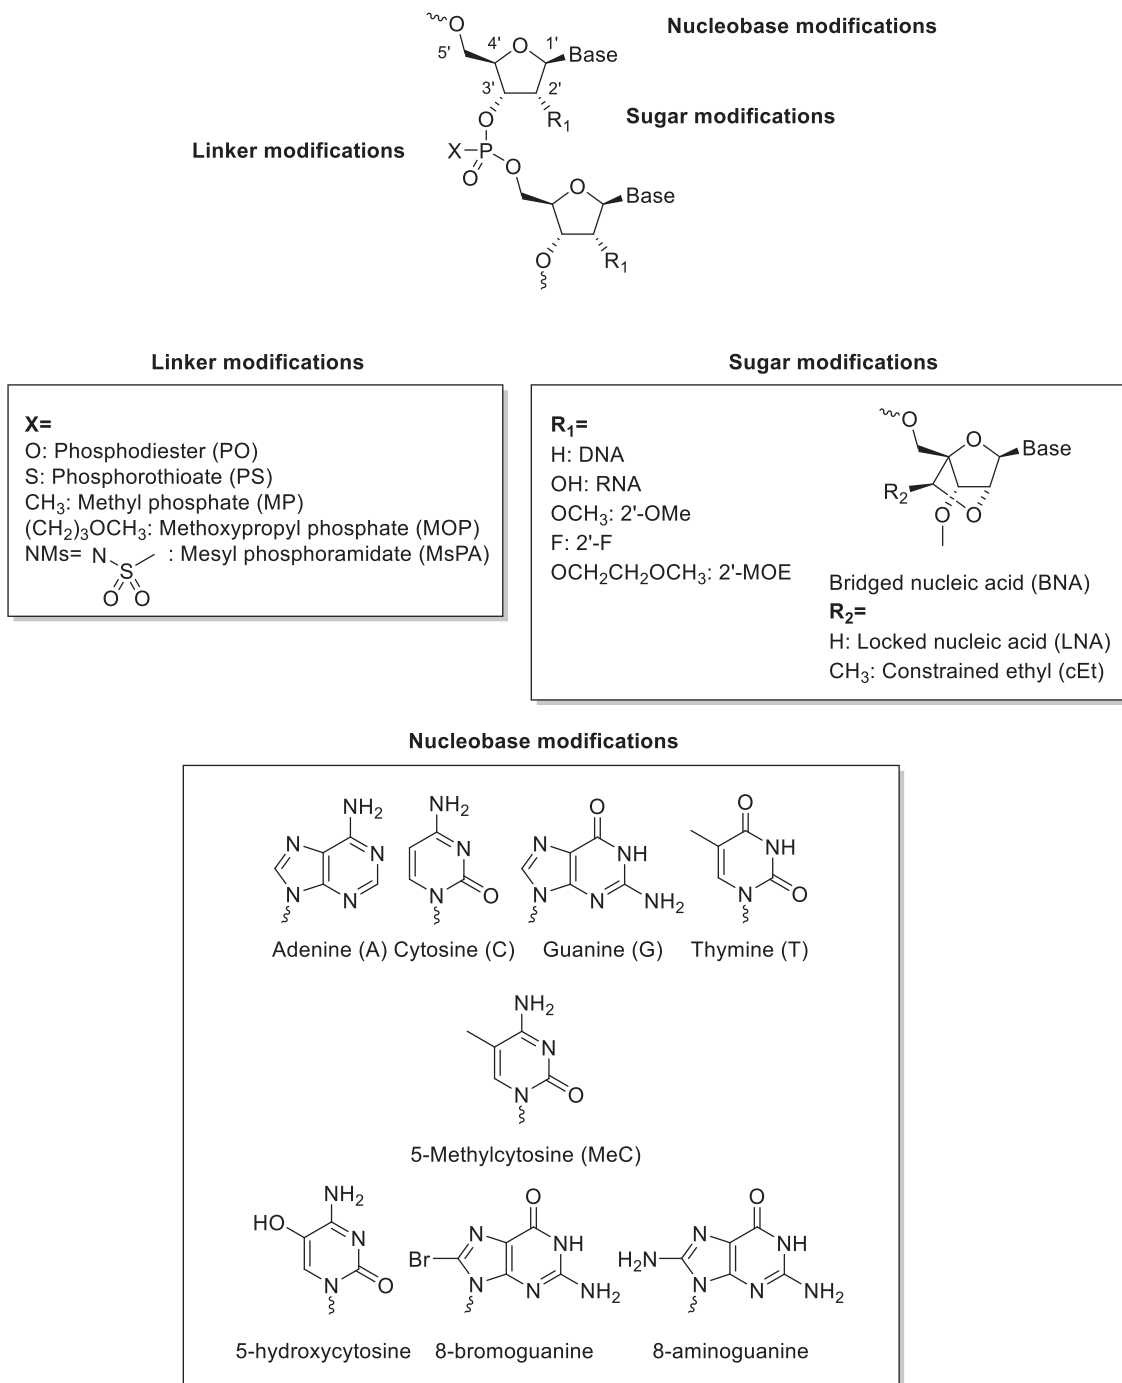 Nucleobase modifications
O
5'
4'
O
1'
Base
3'
2'
O
R1
Sugar modifications
Linker modifications
X
P
O
O
O
Base
O
R1
Linker modifications
X=
O: Phosphodiester (PO)
S: Phosphorothioate (PS)
CH3: Methyl phosphate (MP)
(CH2)3OCH3: Methoxypropyl phosphate (MOP)
NMs= N S O O : Mesyl phosphoramidate (MsPA)
Sugar modifications
R1=
H: DNA
OH: RNA
OCH3: 2'-OMe
F: 2'-F
OCH2CH2OCH3: 2'-MOE
O
O
Base
R2
O
O
Bridged nucleic acid (BNA)
R2=
H: Locked nucleic acid (LNA)
CH3: Constrained ethyl (cEt)
Nucleobase modifications
NH2
N
N
N
N
Adenine (A)
NH2
N
N
O
Cytosine (C)
O
N
NH
N
N
NH2
Guanine (G)
O
NH
N
O
Thymine (T)
NH2
N
N
O
5-Methylcytosine (MeC)
NH2
HO
N
N
O
5-hydroxycytosine
O
N
NH
Br
N
N
NH2
8-bromoguanine
O
N
NH
H2N
N
N
NH2
8-aminoguanine